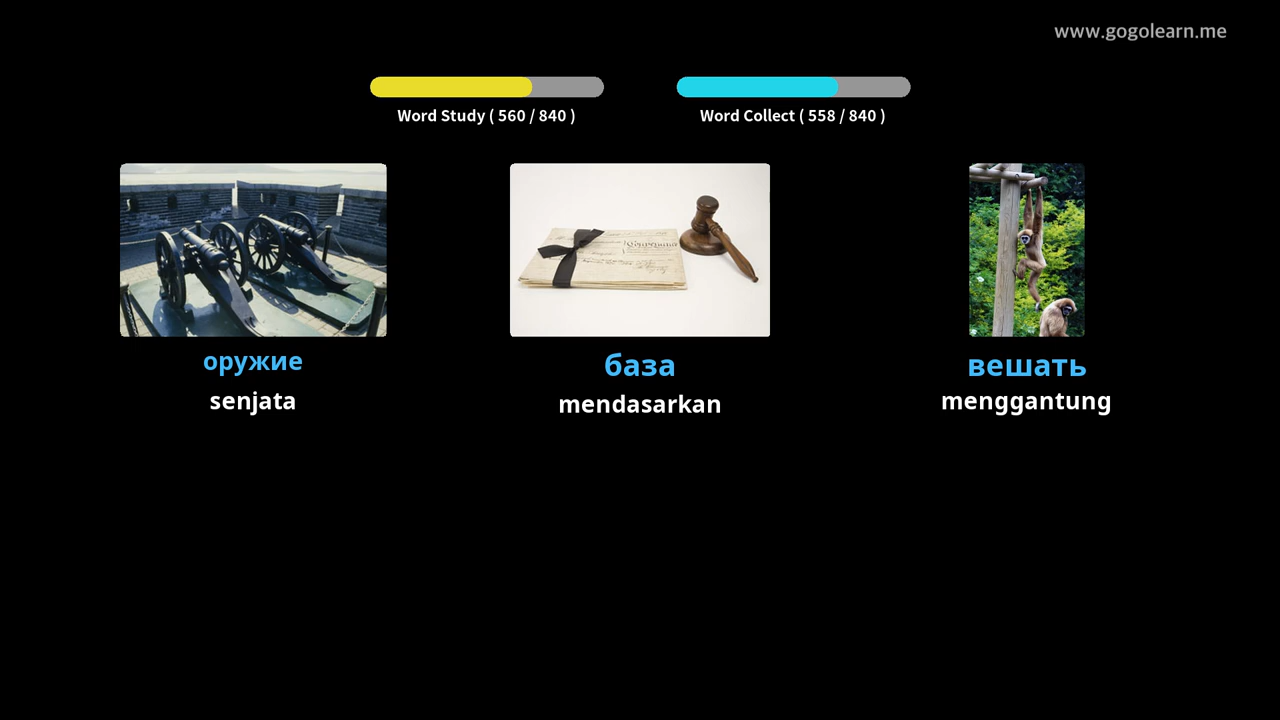 www.gogolearn.me
Word Study ( 560 / 840 )
Word Collect ( 558 / 840 )
оружие
senjata
база
mendasarkan
вешать
menggantung